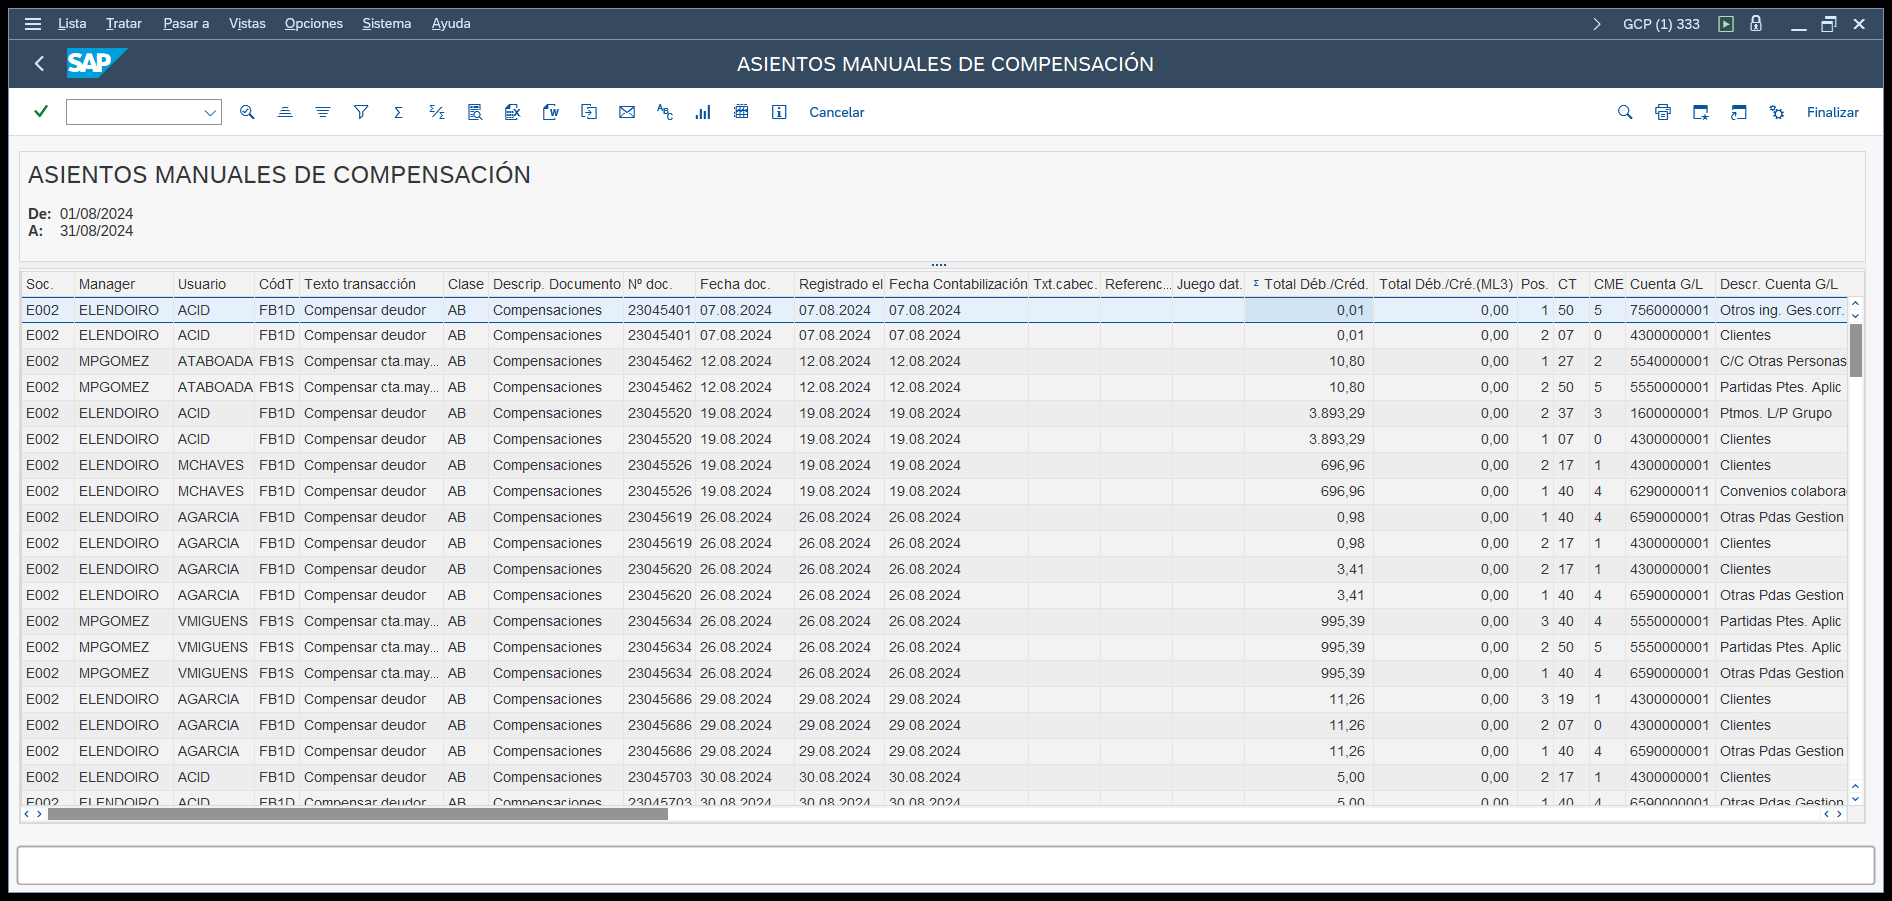 Lista Tratar Pasar a Vistas Opciones Sistema Ayuda GCP (1) 333
SAP ASIENTOS MANUALES DE COMPENSACIÓN
Cancelar Finalizar
ASIENTOS MANUALES DE COMPENSACIÓN
De: 01/08/2024
A: 31/08/2024
Soc. Manager Usuario CódT Texto transacción Clase Descrip. Documento Nº doc. Fecha doc. Registrado el Fecha Contabilización Txt.cabec. Referenc... Juego dat. Σ Total Déb./Créd. Total Déb./Cré.(ML3) Pos. CT CME Cuenta G/L Descr. Cuenta G/L
E002 ELENDOIRO ACID FB1D Compensar deudor AB Compensaciones 23045401 07.08.2024 07.08.2024 07.08.2024 0,01 0,00 1 50 5 7560000001 Otros ing. Ges.corr.
E002 ELENDOIRO ACID FB1D Compensar deudor AB Compensaciones 23045401 07.08.2024 07.08.2024 07.08.2024 0,01 0,00 2 07 0 4300000001 Clientes
E002 MPGOMEZ ATABOADA FB1S Compensar cta.may... AB Compensaciones 23045462 12.08.2024 12.08.2024 12.08.2024 10,80 0,00 1 27 2 5540000001 C/C Otras Personas
E002 MPGOMEZ ATABOADA FB1S Compensar cta.may... AB Compensaciones 23045462 12.08.2024 12.08.2024 12.08.2024 10,80 0,00 2 50 5 5550000001 Partidas Ptes. Aplic
E002 ELENDOIRO ACID FB1D Compensar deudor AB Compensaciones 23045520 19.08.2024 19.08.2024 19.08.2024 3.893,29 0,00 2 37 3 1600000001 Ptmos. L/P Grupo
E002 ELENDOIRO ACID FB1D Compensar deudor AB Compensaciones 23045520 19.08.2024 19.08.2024 19.08.2024 3.893,29 0,00 1 07 0 4300000001 Clientes
E002 ELENDOIRO MCHAVES FB1D Compensar deudor AB Compensaciones 23045526 19.08.2024 19.08.2024 19.08.2024 696,96 0,00 2 17 1 4300000001 Clientes
E002 ELENDOIRO MCHAVES FB1D Compensar deudor AB Compensaciones 23045526 19.08.2024 19.08.2024 19.08.2024 696,96 0,00 1 40 4 6290000011 Convenios colabora
E002 ELENDOIRO AGARCIA FB1D Compensar deudor AB Compensaciones 23045619 26.08.2024 26.08.2024 26.08.2024 0,98 0,00 1 40 4 6590000001 Otras Pdas Gestion
E002 ELENDOIRO AGARCIA FB1D Compensar deudor AB Compensaciones 23045619 26.08.2024 26.08.2024 26.08.2024 0,98 0,00 2 17 1 4300000001 Clientes
E002 ELENDOIRO AGARCIA FB1D Compensar deudor AB Compensaciones 23045620 26.08.2024 26.08.2024 26.08.2024 3,41 0,00 2 17 1 4300000001 Clientes
E002 ELENDOIRO AGARCIA FB1D Compensar deudor AB Compensaciones 23045620 26.08.2024 26.08.2024 26.08.2024 3,41 0,00 1 40 4 6590000001 Otras Pdas Gestion
E002 MPGOMEZ VMIGUENS FB1S Compensar cta.may... AB Compensaciones 23045634 26.08.2024 26.08.2024 26.08.2024 995,39 0,00 3 40 4 5550000001 Partidas Ptes. Aplic
E002 MPGOMEZ VMIGUENS FB1S Compensar cta.may... AB Compensaciones 23045634 26.08.2024 26.08.2024 26.08.2024 995,39 0,00 2 50 5 5550000001 Partidas Ptes. Aplic
E002 MPGOMEZ VMIGUENS FB1S Compensar cta.may... AB Compensaciones 23045634 26.08.2024 26.08.2024 26.08.2024 995,39 0,00 1 40 4 6590000001 Otras Pdas Gestion
E002 ELENDOIRO AGARCIA FB1D Compensar deudor AB Compensaciones 23045686 29.08.2024 29.08.2024 29.08.2024 11,26 0,00 3 19 1 4300000001 Clientes
E002 ELENDOIRO AGARCIA FB1D Compensar deudor AB Compensaciones 23045686 29.08.2024 29.08.2024 29.08.2024 11,26 0,00 2 07 0 4300000001 Clientes
E002 ELENDOIRO AGARCIA FB1D Compensar deudor AB Compensaciones 23045686 29.08.2024 29.08.2024 29.08.2024 11,26 0,00 1 40 4 6590000001 Otras Pdas Gestion
E002 ELENDOIRO ACID FB1D Compensar deudor AB Compensaciones 23045703 30.08.2024 30.08.2024 30.08.2024 5,00 0,00 2 17 1 4300000001 Clientes
E002 ELENDOIRO ACID FB1D Compensar deudor AB Compensaciones 23045703 30.08.2024 30.08.2024 30.08.2024 5,00 0,00 1 40 4 6590000001 Otras Pdas Gestion